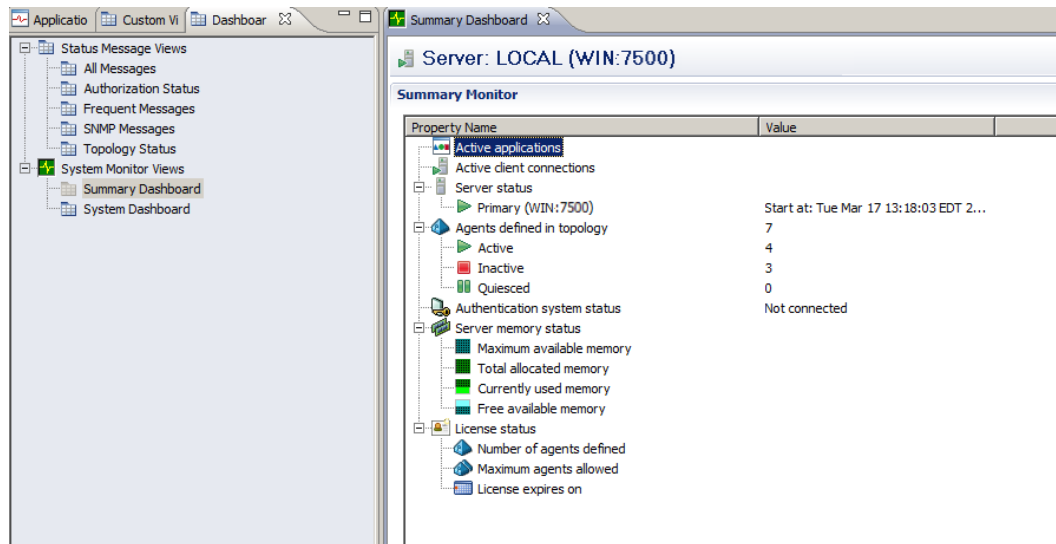 Applicatio Custom Vi Dashboar
Status Message Views
All Messages
Authorization Status
Frequent Messages
SNMP Messages
Topology Status
System Monitor Views
Summary Dashboard
System Dashboard
Summary Dashboard
Server: LOCAL (WIN:7500)
Summary Monitor
Property Name Value
Active applications
Active client connections
Server status
Primary (WIN:7500) Start at: Tue Mar 17 13:18:03 EDT 2...
Agents defined in topology 7
Active 4
Inactive 3
Quiesced 0
Authentication system status Not connected
Server memory status
Maximum available memory
Total allocated memory
Currently used memory
Free available memory
License status
Number of agents defined
Maximum agents allowed
License expires on